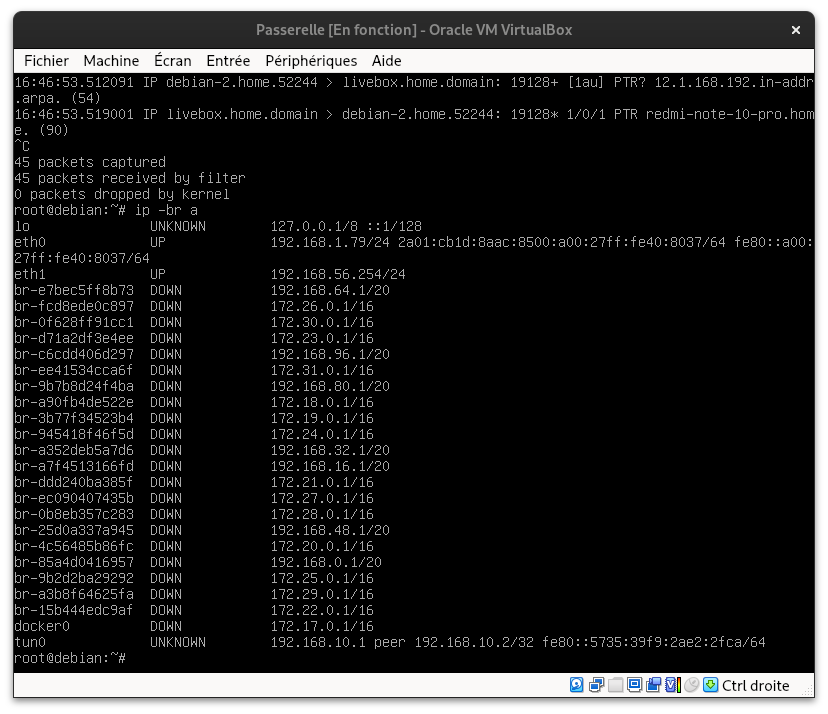 Passerelle [En fonction] - Oracle VM VirtualBox
Fichier Machine Écran Entrée Périphériques Aide
16:46:53.512091 IP debian-2.home.52244 > livebox.home.domain: 19128+ [1au] PTR? 12.1.168.192.in-addr
.arpa. (54)
16:46:53.519001 IP livebox.home.domain > debian-2.home.52244: 19128* 1/0/1 PTR redmi-note-10-pro.hom
e. (90)
^C
45 packets captured
45 packets received by filter
0 packets dropped by kernel
root@debian:~# ip -br a
lo UNKNOWN 127.0.0.1/8 ::1/128
eth0 UP 192.168.1.79/24 2a01:cb1d:8aac:8500:a00:27ff:fe40:8037/64 fe80::a00:
27ff:fe40:8037/64
eth1 UP 192.168.56.254/24
br-e7bec5ff8b73 DOWN 192.168.64.1/20
br-fcd8ede0c897 DOWN 172.26.0.1/16
br-0f628ff91cc1 DOWN 172.30.0.1/16
br-d71a2df3e4ee DOWN 172.23.0.1/16
br-c6cdd406d297 DOWN 192.168.96.1/20
br-ee41534cca6f DOWN 172.31.0.1/16
br-9b7b8d24f4ba DOWN 192.168.80.1/20
br-a90fb4de522e DOWN 172.18.0.1/16
br-3b77f34523b4 DOWN 172.19.0.1/16
br-945418f46f5d DOWN 172.24.0.1/16
br-a352deb5a7d6 DOWN 192.168.32.1/20
br-a7f4513166fd DOWN 192.168.16.1/20
br-ddd240ba385f DOWN 172.21.0.1/16
br-ec090407435b DOWN 172.27.0.1/16
br-0b8eb357c283 DOWN 172.28.0.1/16
br-25d0a337a945 DOWN 192.168.48.1/20
br-4c56485b86fc DOWN 172.20.0.1/16
br-85a4d0416957 DOWN 192.168.0.1/20
br-9b2d2ba29292 DOWN 172.25.0.1/16
br-a3b8f64625fa DOWN 172.29.0.1/16
br-15b444edc9af DOWN 172.22.0.1/16
docker0 DOWN 172.17.0.1/16
tun0 UNKNOWN 192.168.10.1 peer 192.168.10.2/32 fe80::5735:39f9:2ae2:2fca/64
root@debian:~#
Ctrl droite